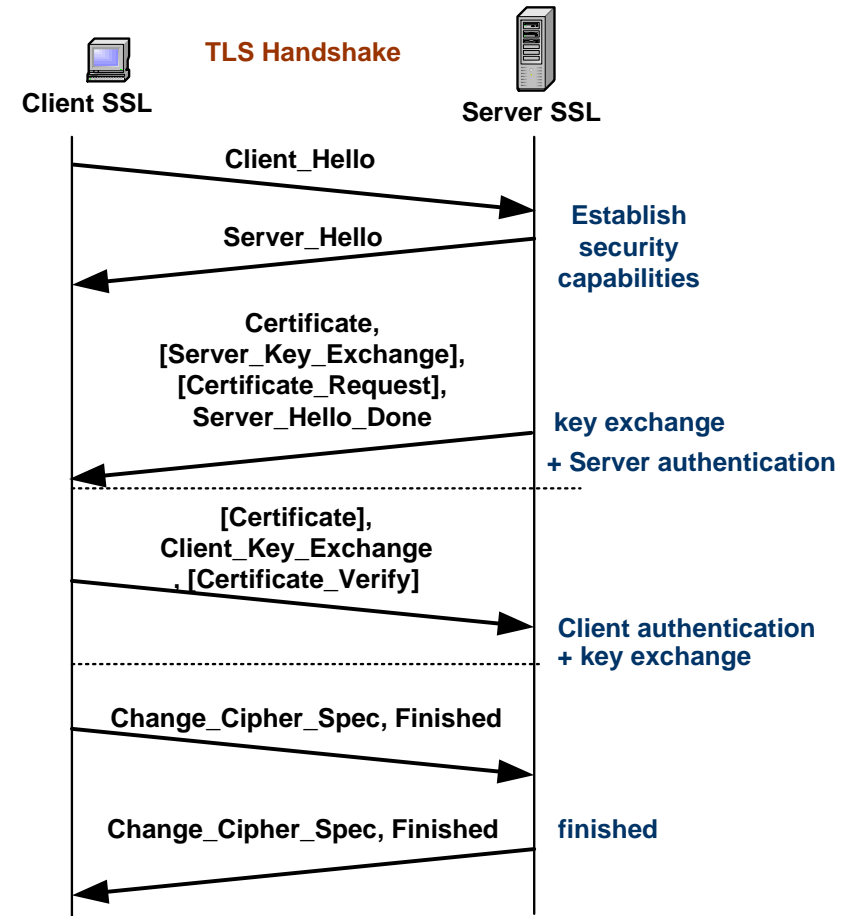 TLS Handshake
Client SSL
Server SSL
Client_Hello
Server_Hello
Establish
security
capabilities
Certificate,
[Server_Key_Exchange],
[Certificate_Request],
Server_Hello_Done
key exchange
+ Server authentication
[Certificate],
Client_Key_Exchange
, [Certificate_Verify]
Client authentication
+ key exchange
Change_Cipher_Spec, Finished
Change_Cipher_Spec, Finished
finished